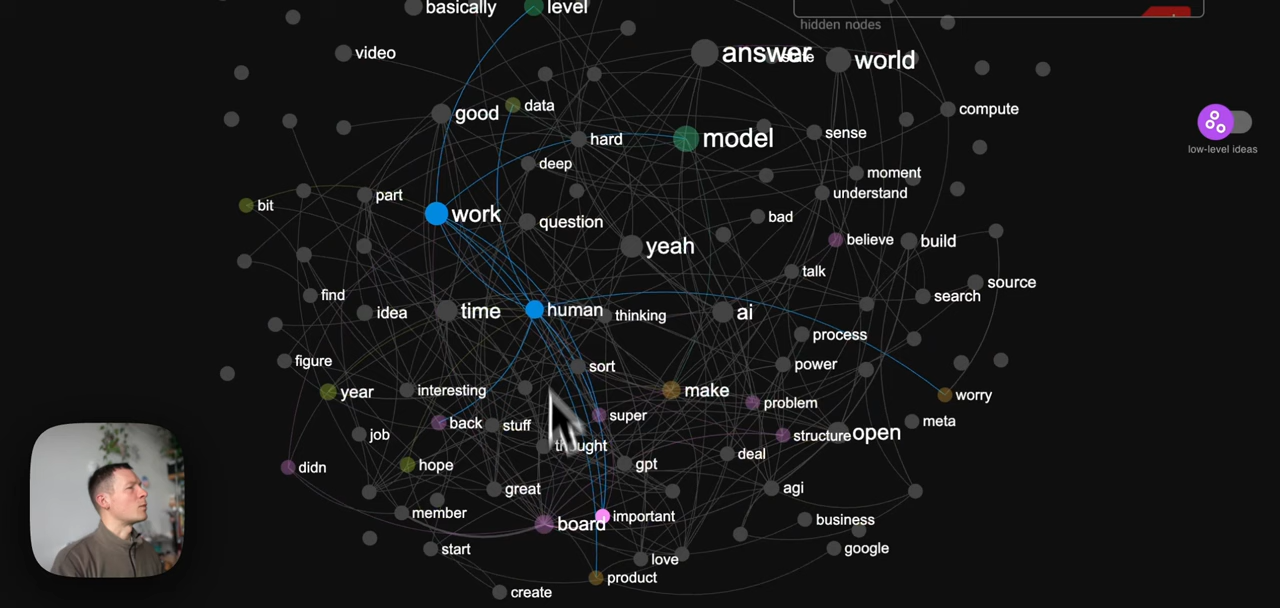 basically
level
hidden nodes
video
answer
state
world
data
good
compute
hard
model
sense
deep
moment
understand
part
bit
work
question
bad
believe
build
yeah
talk
source
search
find
idea
time
human
thinking
ai
process
figure
sort
power
year
interesting
make
problem
worry
super
back
stuff
meta
job
thought
structure
open
deal
didn
hope
gpt
great
agi
member
board
important
business
start
love
google
product
create
low-level ideas